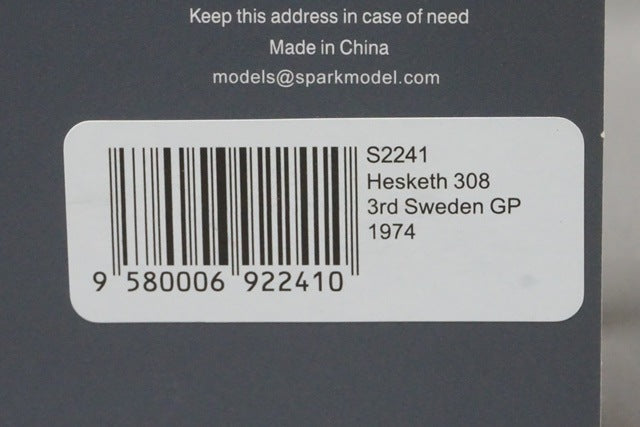 Keep this address in case of need
Made in China
models@sparkmodel.com
S2241
Hesketh 308
3rd Sweden GP
1974
9 580006 922410